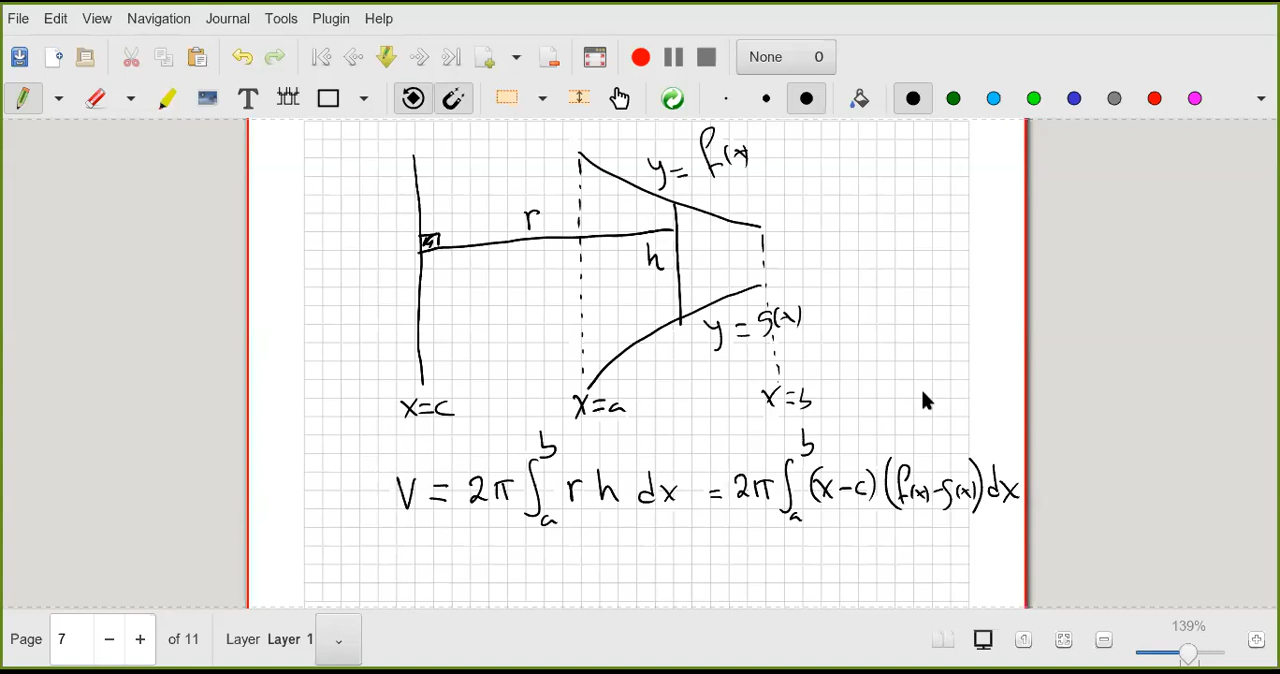 File Edit View Navigation Journal Tools Plugin Help
None 0
T
y = f(x)
r
h
y = g(x)
x=c x=a x=b
V = 2π ∫_a^b r h dx = 2π ∫_a^b (x-c)(f(x)-g(x))dx
Page 7 of 11 Layer Layer 1 139%